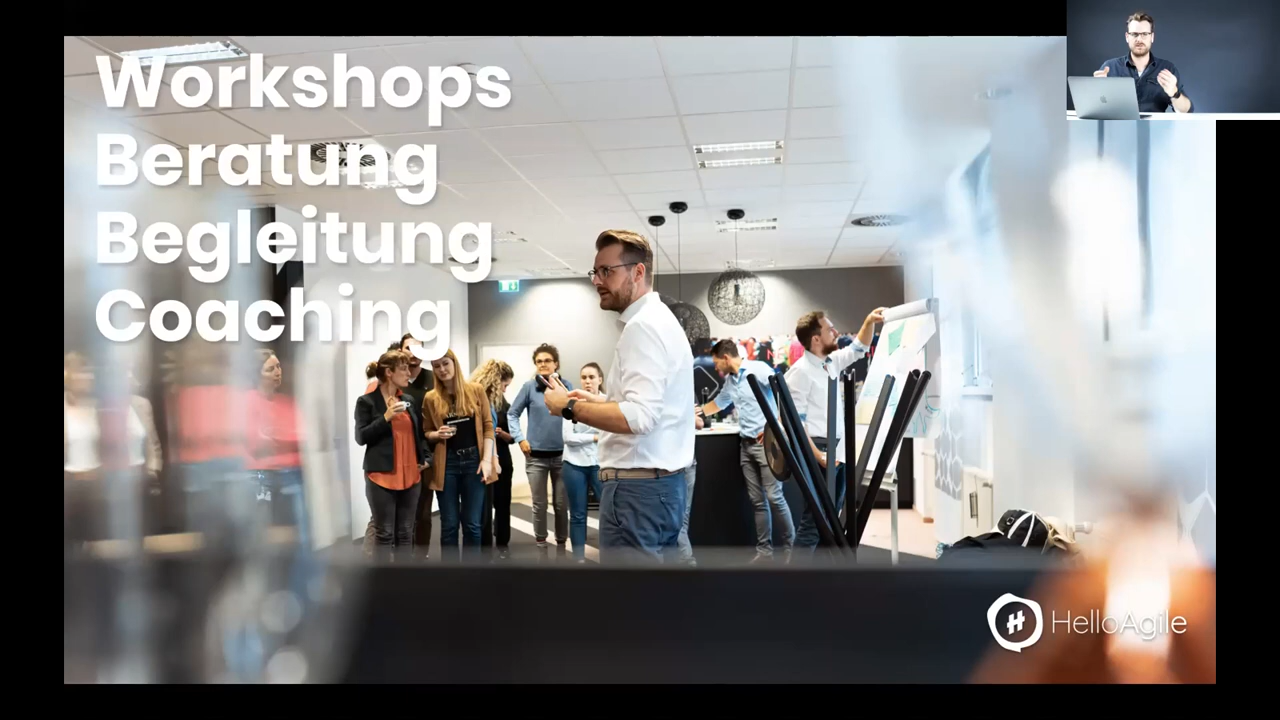 Workshops
Beratung
Begleitung
Coaching
HelloAgile